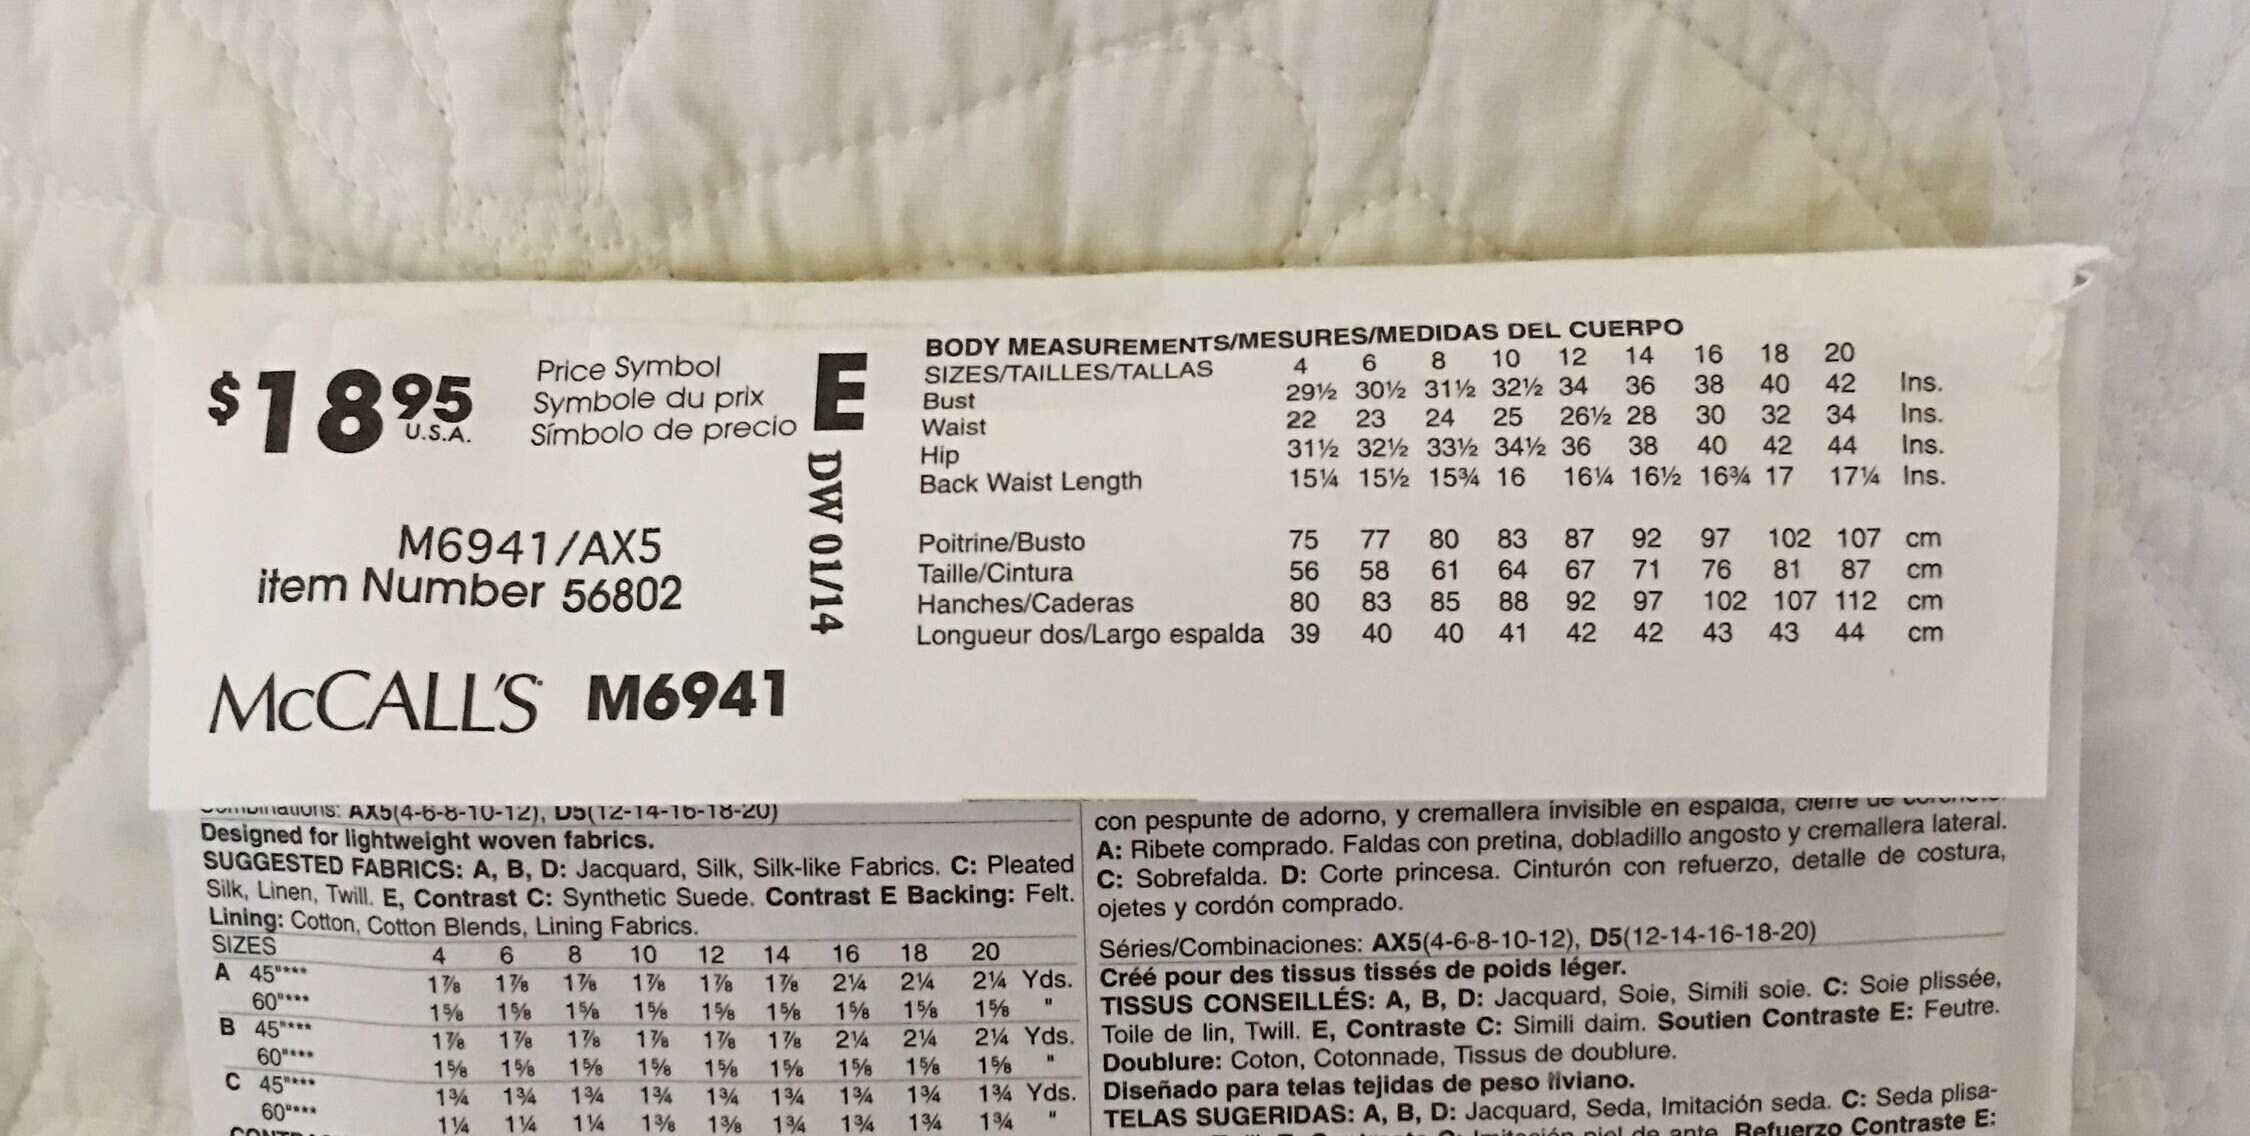 $18.95
U.S.A.
Price Symbol
Symbole du prix
Símbolo de precio
E
DW 01/14
M6941/AX5
item Number 56802
McCALL'S M6941
BODY MEASUREMENTS/MESURES/MEDIDAS DEL CUERPO
SIZES/TAILLES/TALLAS 4 6 8 10 12 14 16 18 20
Bust 29½ 30½ 31½ 32½ 34 36 38 40 42 Ins.
Waist 22 23 24 25 26½ 28 30 32 34 Ins.
Hip 31½ 32½ 33½ 34½ 36 38 40 42 44 Ins.
Back Waist Length 15¼ 15½ 15¾ 16 16¼ 16½ 16¾ 17 17¼ Ins.
Poitrine/Busto 75 77 80 83 87 92 97 102 107 cm
Taille/Cintura 56 58 61 64 67 71 76 81 87 cm
Hanches/Caderas 80 83 85 88 92 97 102 107 112 cm
Longueur dos/Largo espalda 39 40 40 41 42 42 43 43 44 cm
AX5(4-6-8-10-12), D5(12-14-16-18-20)
Designed for lightweight woven fabrics.
SUGGESTED FABRICS: A, B, D: Jacquard, Silk, Silk-like Fabrics. C: Pleated
Silk, Linen, Twill. E, Contrast C: Synthetic Suede. Contrast E Backing: Felt.
Lining: Cotton, Cotton Blends, Lining Fabrics.
SIZES 4 6 8 10 12 14 16 18 20
A 45"*** 1⅞ 1⅞ 1⅞ 1⅞ 1⅞ 1⅞ 2¼ 2¼ 2¼ Yds.
60"*** 1⅝ 1⅝ 1⅝ 1⅝ 1⅝ 1⅝ 1⅝ 1⅝ 1⅝ "
B 45"*** 1⅞ 1⅞ 1⅞ 1⅞ 1⅞ 1⅞ 2¼ 2¼ 2¼ Yds.
60"*** 1⅝ 1⅝ 1⅝ 1⅝ 1⅝ 1⅝ 1⅝ 1⅝ 1⅝ "
C 45"*** 1¾ 1¾ 1¾ 1¾ 1¾ 1¾ 1¾ 1¾ 1¾ Yds.
60"*** 1¼ 1¼ 1¼ 1⅜ 1⅜ 1¾ 1¾ 1¾ 1¾ "
con pespunte de adorno, y cremallera invisible en espalda, cierre de
A: Ribete comprado. Faldas con pretina, dobladillo angosto y cremallera lateral.
C: Sobrefalda. D: Corte princesa. Cinturón con refuerzo, detalle de costura,
ojetes y cordón comprado.
Séries/Combinaciones: AX5(4-6-8-10-12), D5(12-14-16-18-20)
Créé pour des tissus tissés de poids léger.
TISSUS CONSEILLÉS: A, B, D: Jacquard, Soie, Simili soie. C: Soie plissée,
Toile de lin, Twill. E, Contraste C: Simili daim. Soutien Contraste E: Feutre.
Doublure: Coton, Cotonnade, Tissus de doublure.
Diseñado para telas tejidas de peso liviano.
TELAS SUGERIDAS: A, B, D: Jacquard, Seda, Imitación seda. C: Seda plisa-
Imitación piel de ante. Refuerzo Contraste E: